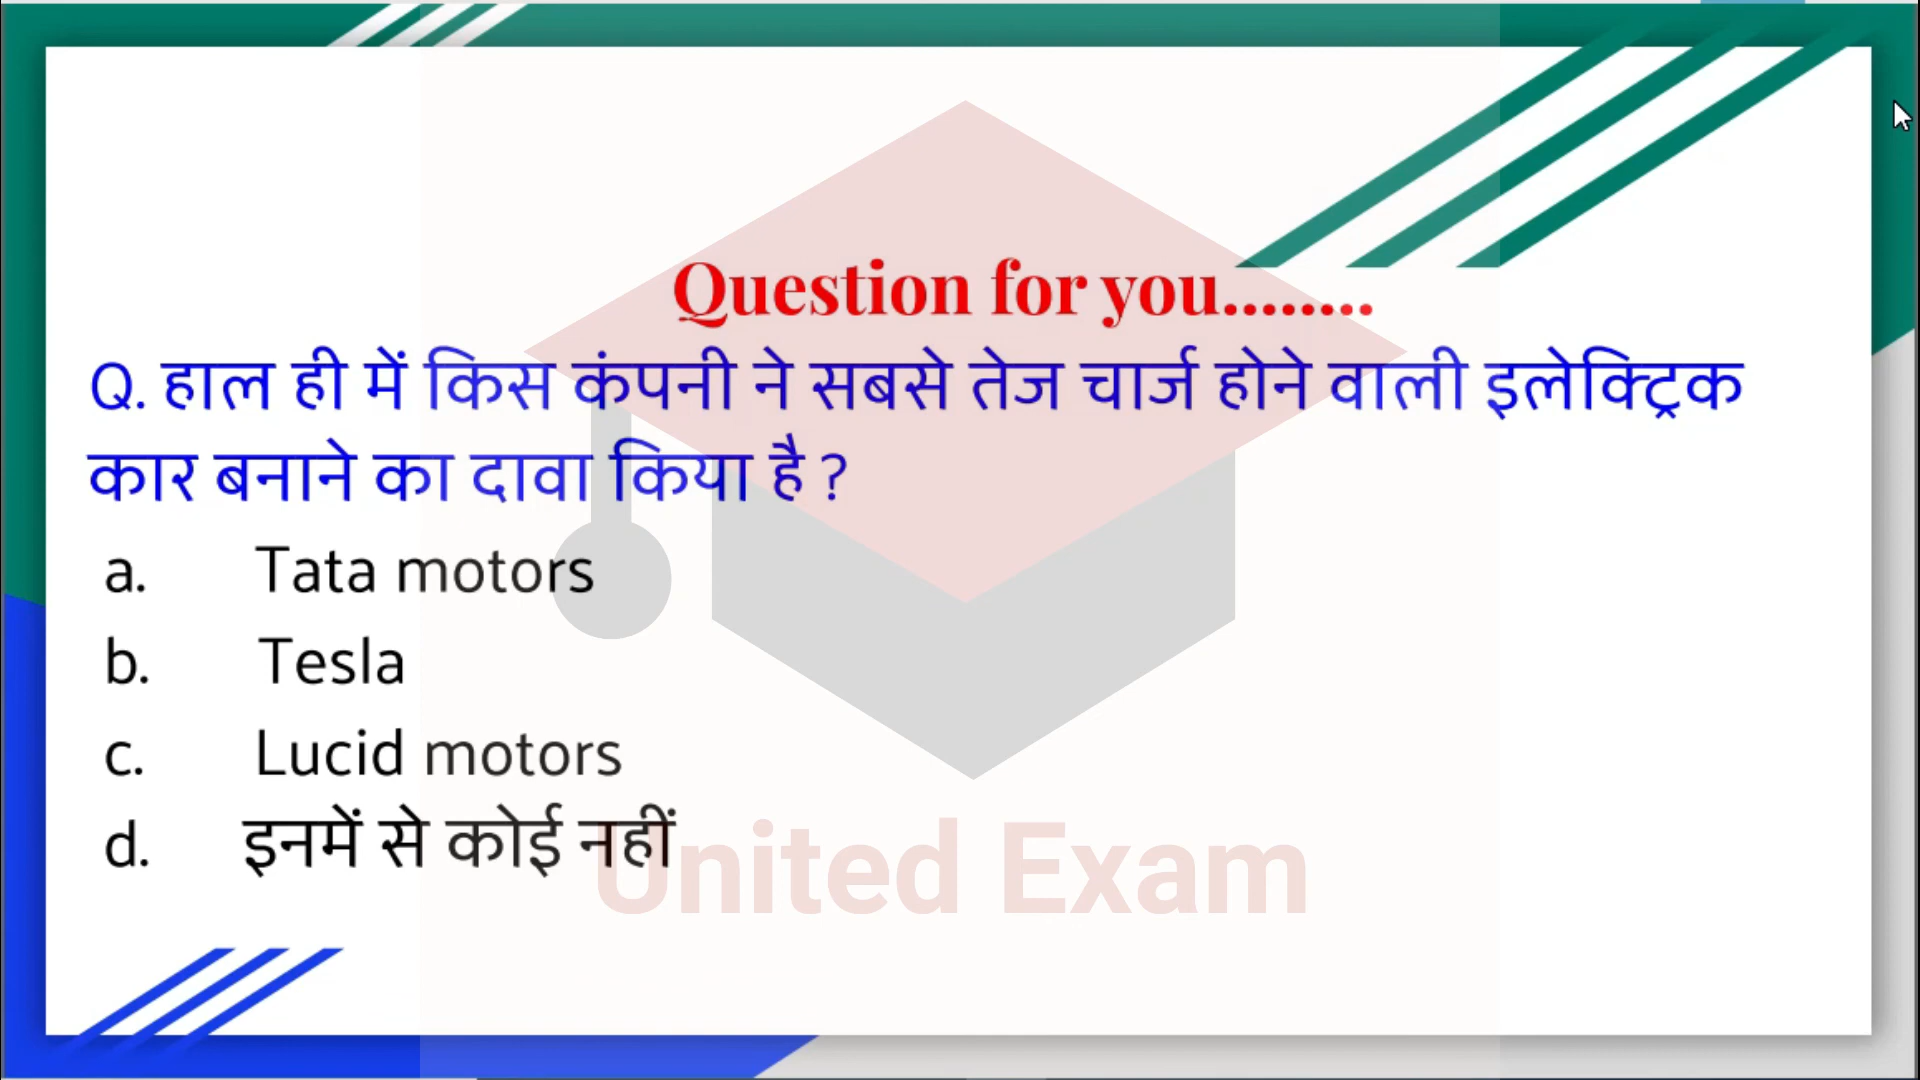 Question for you........
Q. हाल ही में किस कंपनी ने सबसे तेज चार्ज होने वाली इलेक्ट्रिक
कार बनाने का दावा किया है ?
a. Tata motors
b. Tesla
c. Lucid motors
d. इनमें से कोई नहीं
United Exam